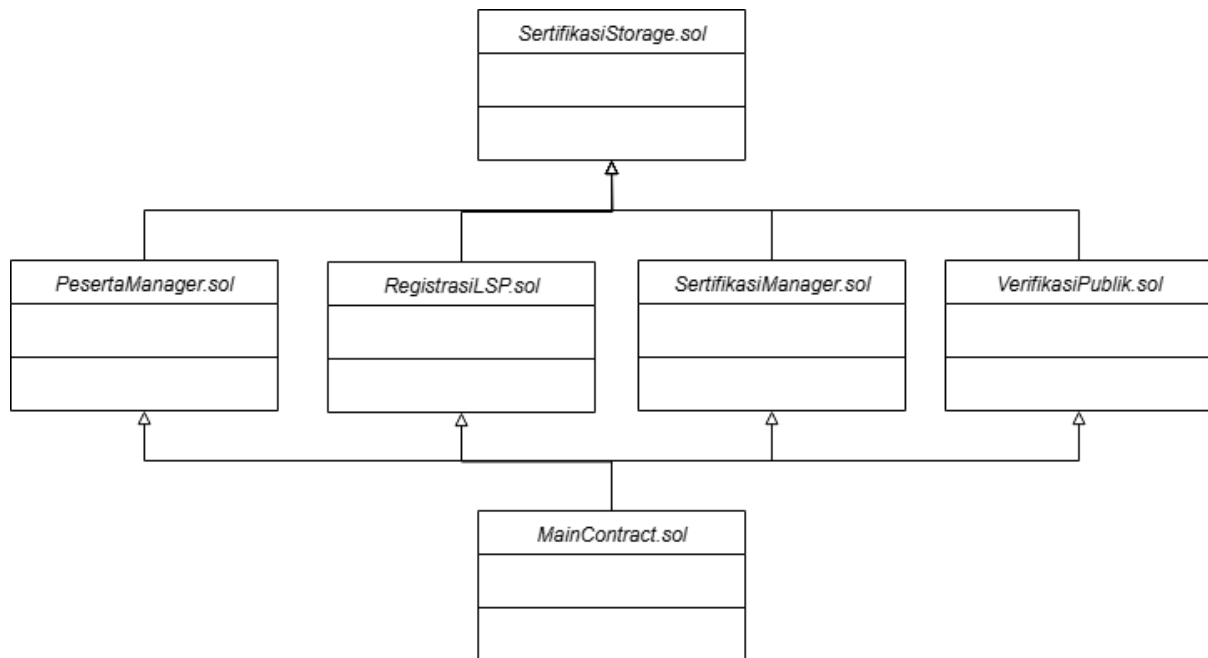 SertifikasiStorage.sol
PesertaManager.sol
RegistrasiLSP.sol
SertifikasiManager.sol
VerifikasiPublik.sol
MainContract.sol